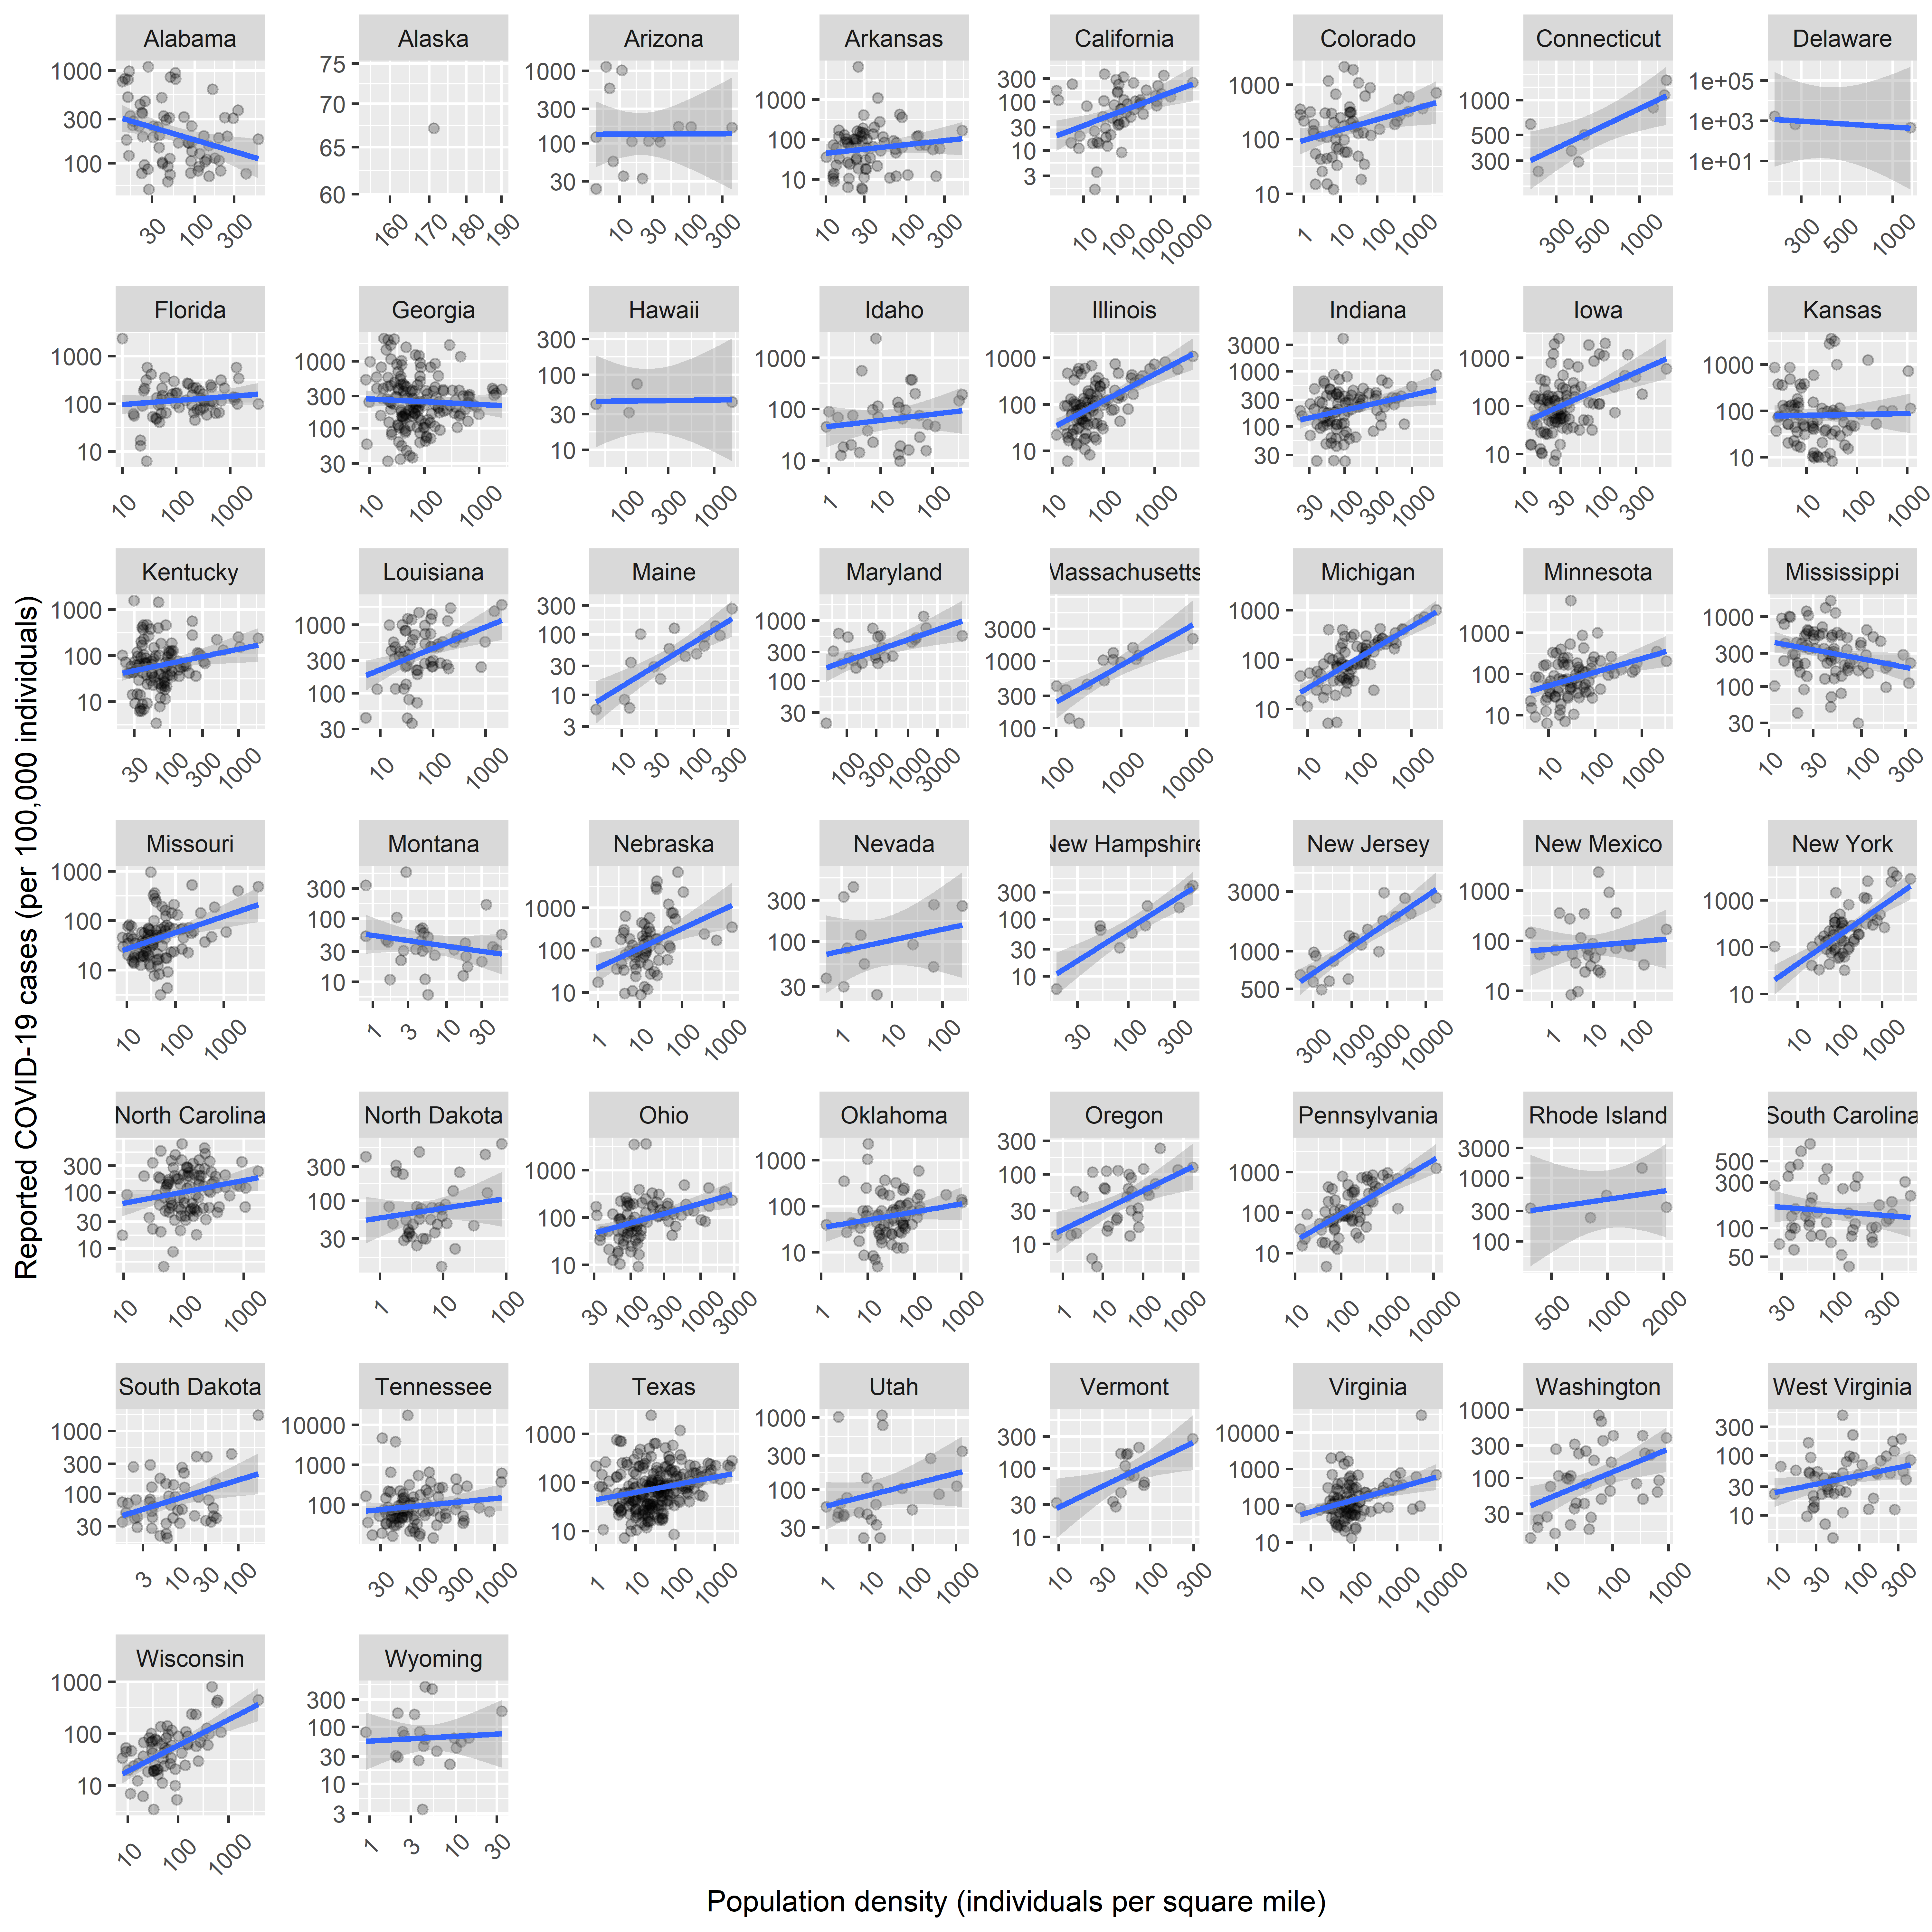 Reported COVID-19 cases (per 100,000 individuals)
Alabama Alaska Arizona Arkansas California Colorado Connecticut Delaware
1000 300 100
30 100 300
75 70 65 60
160 170 180 190
1000 300 100 30
10 30 100 300
1000 100 10
10 30 100 300
300 100 30 10 3
10 100 1000 10000
1000 100 10
1 10 100 1000
1000 500 300
300 500 1000
1e+05 1e+03 1e+01
300 500 1000
Florida Georgia Hawaii Idaho Illinois Indiana Iowa Kansas
1000 100 10
10 100 1000
1000 300 100 30
10 100 1000
300 100 30 10
100 300 1000
1000 100 10
1 10 100
1000 100 10
10 100 1000
3000 1000 300 100 30
30 100 300 1000
1000 100 10
10 30 100 300
1000 100 10
10 100 1000
Kentucky Louisiana Maine Maryland Massachusetts Michigan Minnesota Mississippi
1000 100 10
30 100 300 1000
1000 300 100 30
10 100 1000
300 100 30 10 3
10 30 100 300
1000 300 100 30
100 300 1000 3000
3000 1000 300 100
100 1000 10000
1000 100 10
10 100 1000
1000 100 10
10 100 1000
1000 300 100 30
10 30 100 300
Missouri Montana Nebraska Nevada New Hampshire New Jersey New Mexico New York
1000 100 10
10 100 1000
300 100 30 10
1 3 10 30
1000 100 10
1 10 100 1000
300 100 30
1 10 100
300 100 30 10
30 100 300
3000 1000 500
300 1000 3000 10000
1000 100 10
1 10 100
1000 100 10
10 100 1000
North Carolina North Dakota Ohio Oklahoma Oregon Pennsylvania Rhode Island South Carolina
300 100 30 10
10 100 1000
300 100 30
1 10 100
1000 100 10
30 100 300 1000 3000
1000 100 10
1 10 100 1000
300 100 30 10
1 10 100 1000
1000 100 10
10 100 1000 10000
3000 1000 300 100
500 1000 2000
500 300 100 50
30 100 300
South Dakota Tennessee Texas Utah Vermont Virginia Washington West Virginia
1000 300 100 30
3 10 30 100
10000 1000 100
30 100 300 1000
1000 100 10
1 10 100 1000
1000 300 100 30
1 10 100 1000
300 100 30 10
10 30 100 300
10000 1000 100 10
10 100 1000 10000
1000 300 100 30
10 100 1000
300 100 30 10
10 30 100 300
Wisconsin Wyoming
1000 100 10
10 100 1000
300 100 30 10 3
1 3 10 30
Population density (individuals per square mile)